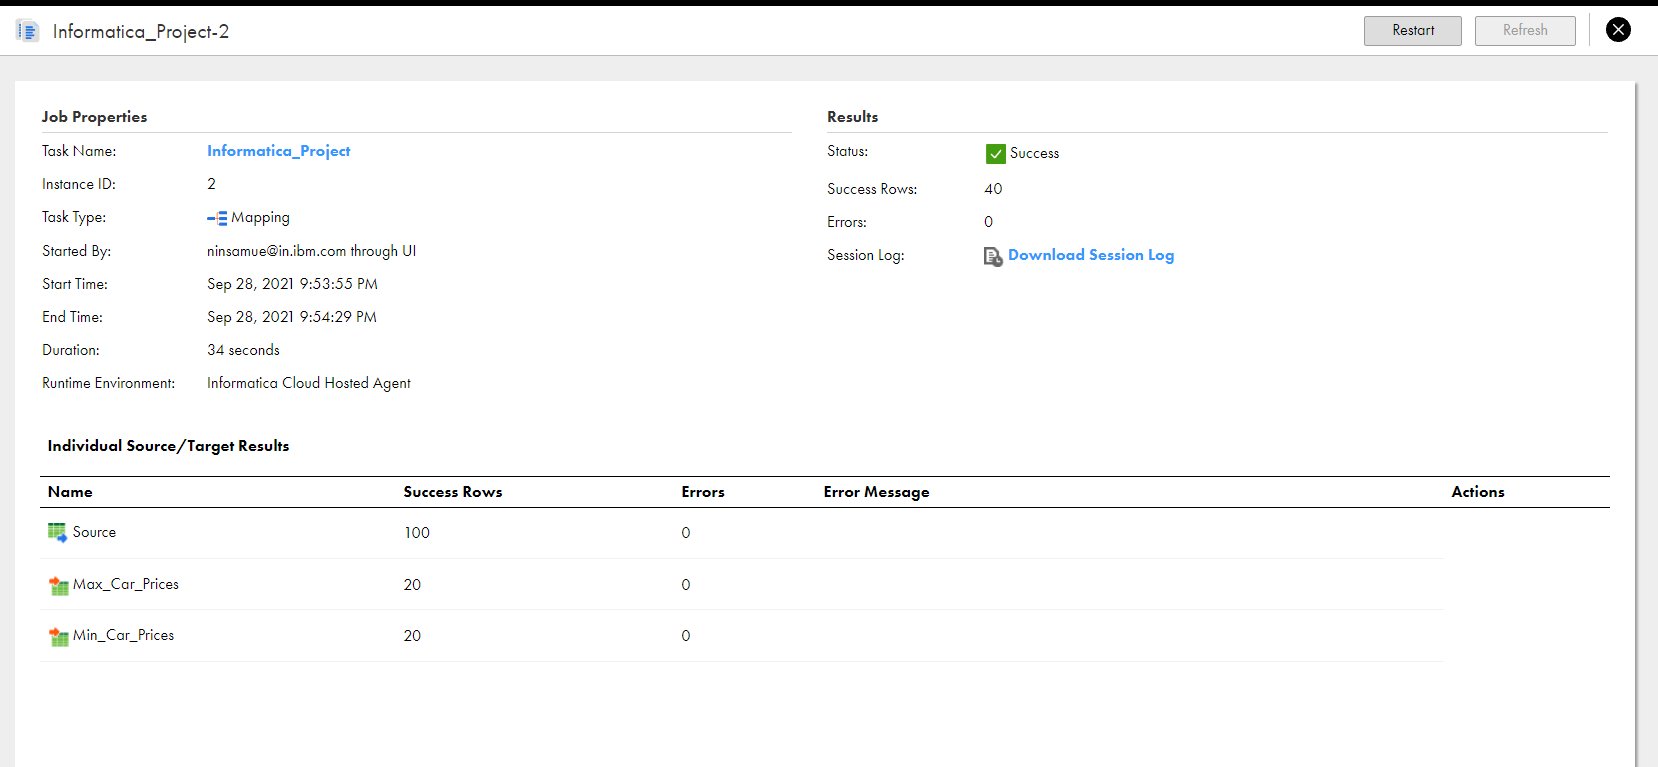 Informatica_Project-2
Restart
Refresh
Job Properties
Task Name: Informatica_Project
Instance ID: 2
Task Type: Mapping
Started By: ninsamue@in.ibm.com through UI
Start Time: Sep 28, 2021 9:53:55 PM
End Time: Sep 28, 2021 9:54:29 PM
Duration: 34 seconds
Runtime Environment: Informatica Cloud Hosted Agent
Results
Status: Success
Success Rows: 40
Errors: 0
Session Log: Download Session Log
Individual Source/Target Results
Name Success Rows Errors Error Message Actions
Source 100 0
Max_Car_Prices 20 0
Min_Car_Prices 20 0